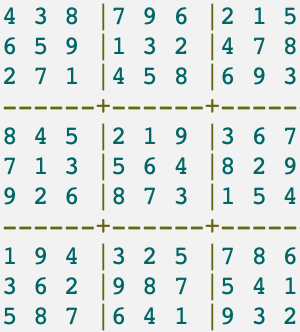 4 3 8 |7 9 6 |2 1 5
6 5 9 |1 3 2 |4 7 8
2 7 1 |4 5 8 |6 9 3
------+------+------
8 4 5 |2 1 9 |3 6 7
7 1 3 |5 6 4 |8 2 9
9 2 6 |8 7 3 |1 5 4
------+------+------
1 9 4 |3 2 5 |7 8 6
3 6 2 |9 8 7 |5 4 1
5 8 7 |6 4 1 |9 3 2